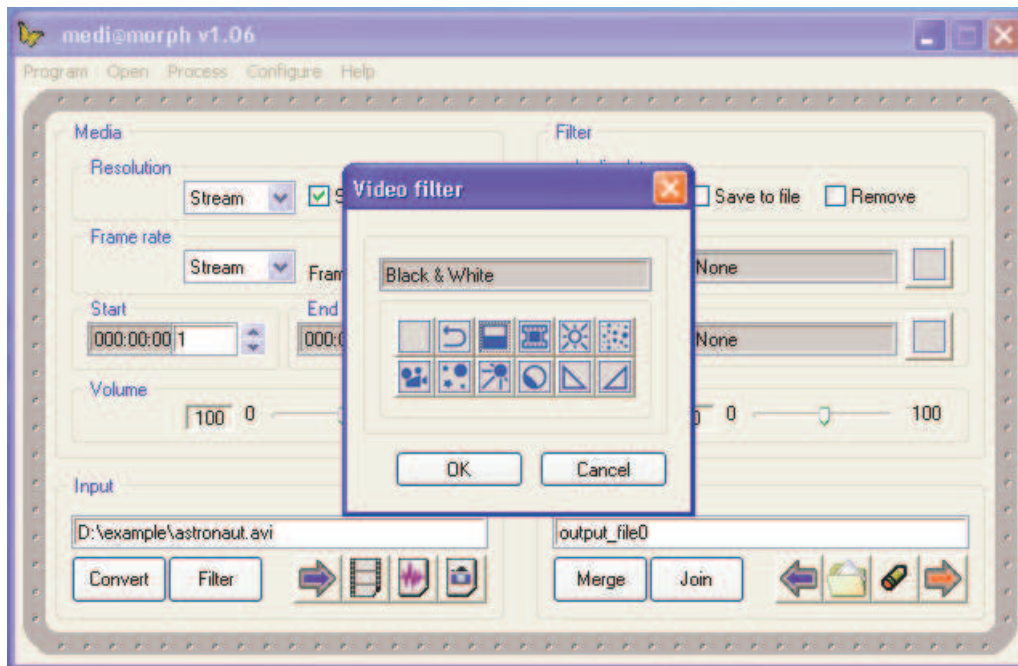 medi@morph v1.06
Program Open Process Configure Help
Media
Filter
Resolution
Stream
Save to file
Remove
Frame rate
Stream
None
Start
End
000:00:00 1
None
Volume
100 0
0 100
Video filter
Black & White
OK
Cancel
Input
D:\example\astronaut.avi
output_file0
Convert
Filter
Merge
Join